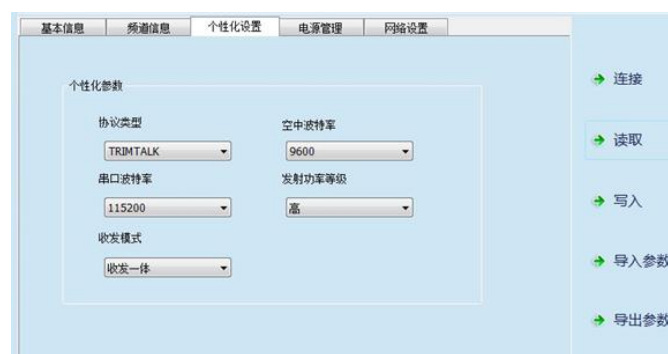 基本信息 频道信息 个性化设置 电源管理 网络设置
个性化参数
协议类型 空中波特率
TRIMTALK 9600
串口波特率 发射功率等级
115200 高
收发模式
收发一体
连接
读取
写入
导入参数
导出参数